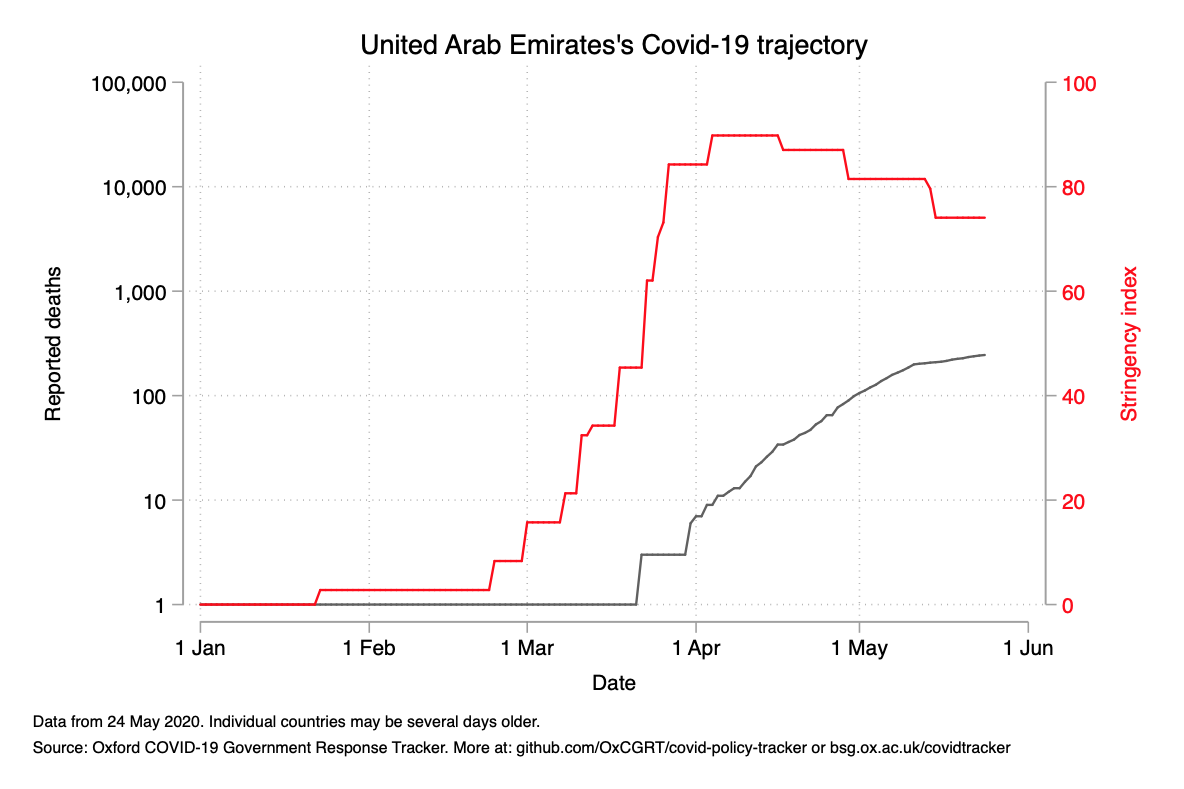 United Arab Emirates's Covid-19 trajectory
100,000
10,000
1,000
100
10
1
Reported deaths
100
80
60
40
20
0
Stringency index
1 Jan
1 Feb
1 Mar
1 Apr
1 May
1 Jun
Date
Data from 24 May 2020. Individual countries may be several days older.
Source: Oxford COVID-19 Government Response Tracker. More at: github.com/OxCGRT/covid-policy-tracker or bsg.ox.ac.uk/covidtracker